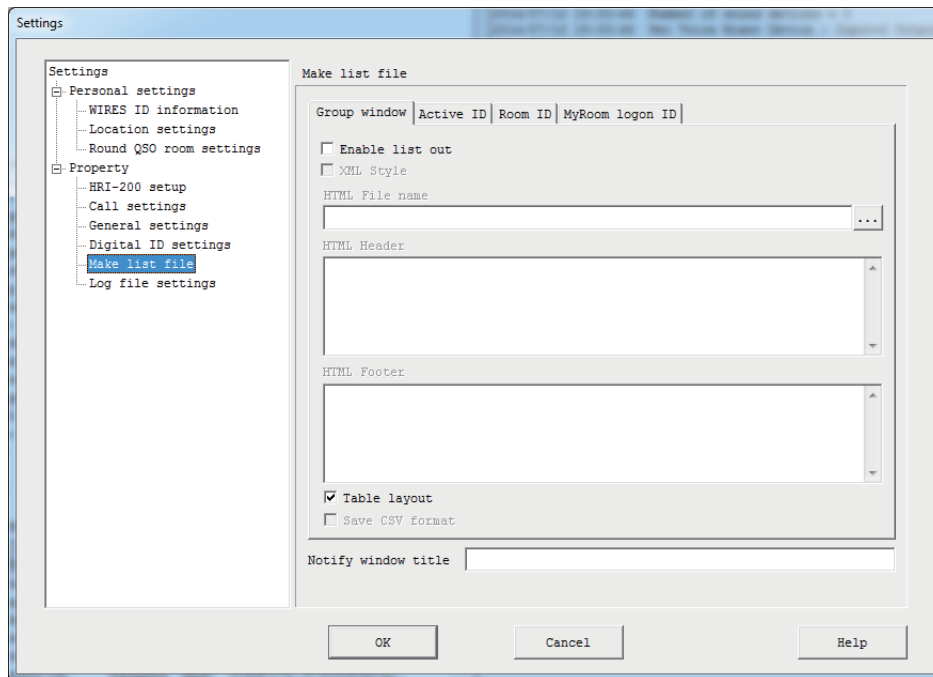 Settings
Settings
Personal settings
WIRES ID information
Location settings
Round QSO room settings
Property
HRI-200 setup
Call settings
General settings
Digital ID settings
Make list file
Log file settings
Make list file
Group window Active ID Room ID MyRoom logon ID
Enable list out
XML Style
HTML File name
...
HTML Header
HTML Footer
Table layout
Save CSV format
Notify window title
OK Cancel Help